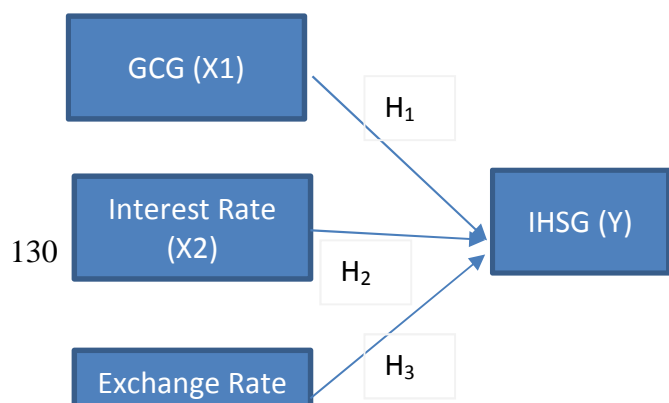 GCG (X1)
H₁
Interest Rate
(X2)
IHSG (Y)
130
H₂
H₃
Exchange Rate